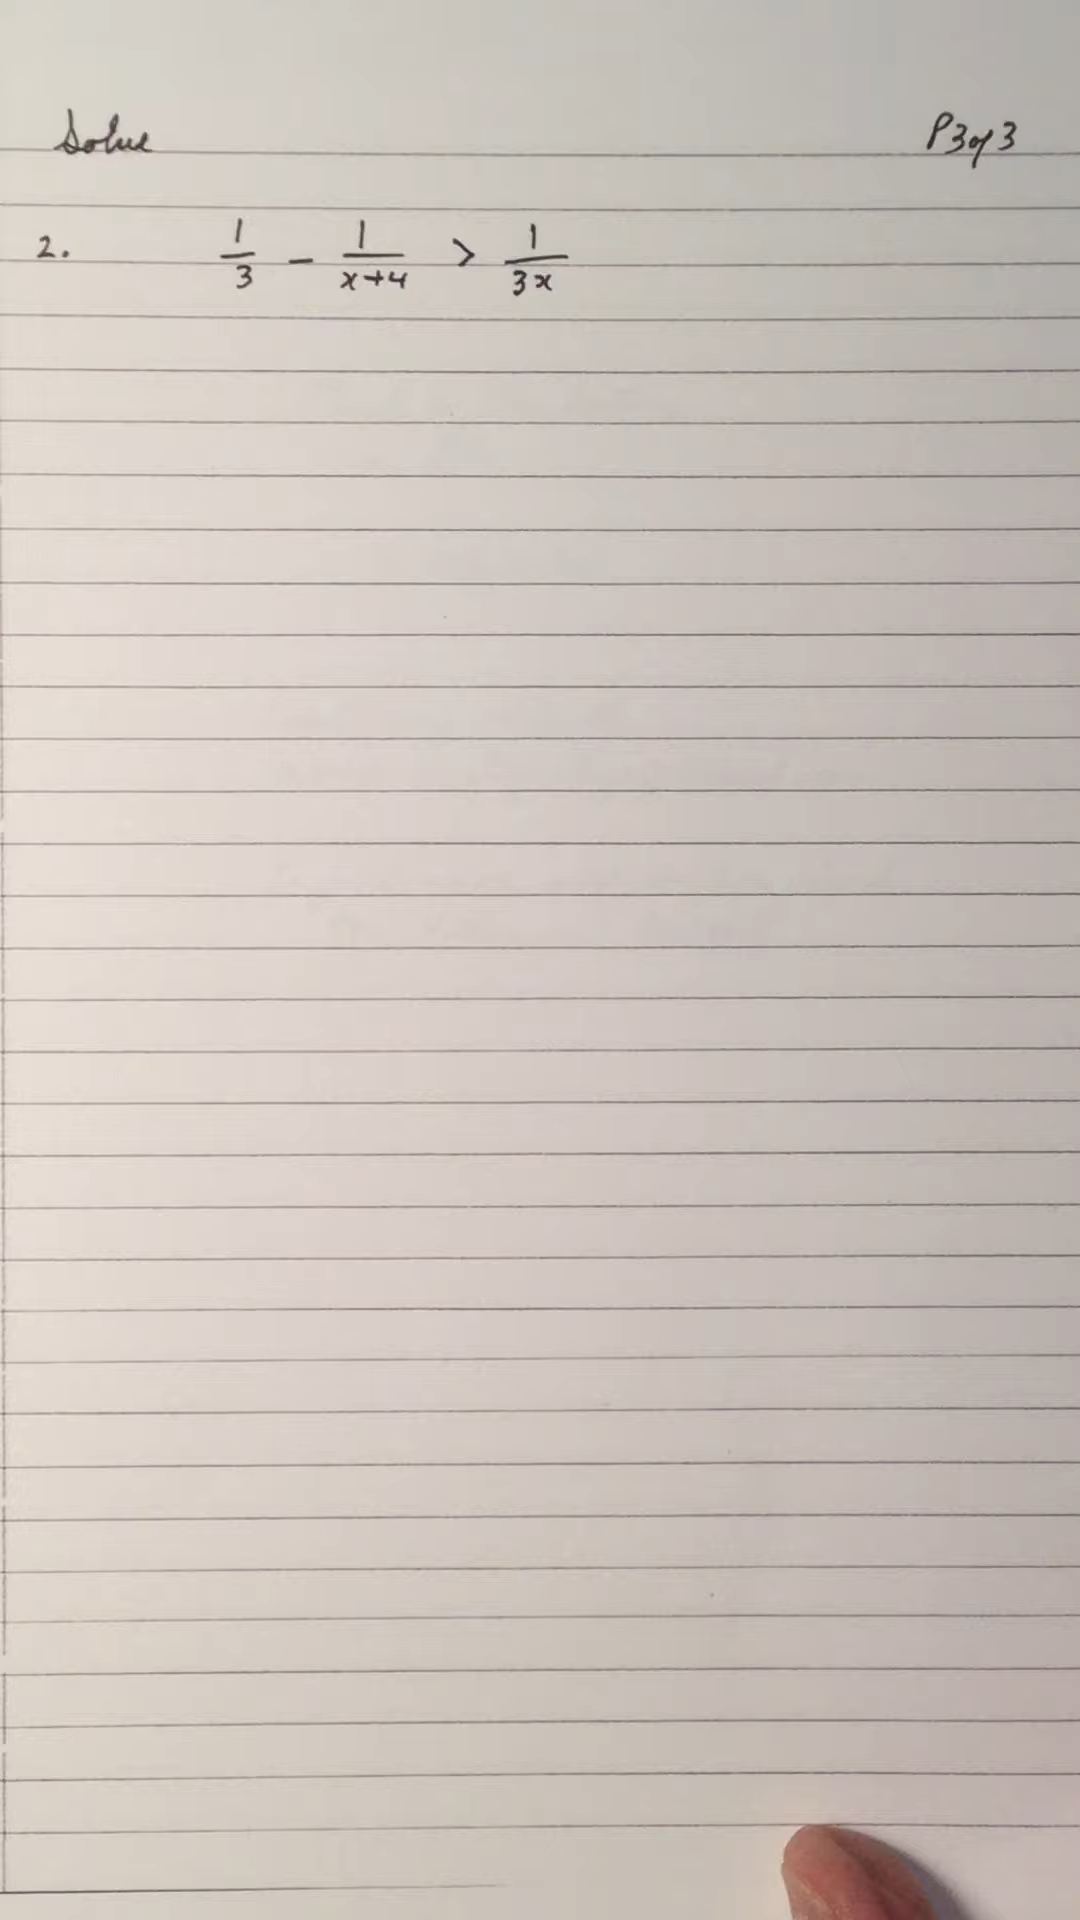 Solve P3of3
2. 1/3 - 1/(x+4) > 1/(3x)